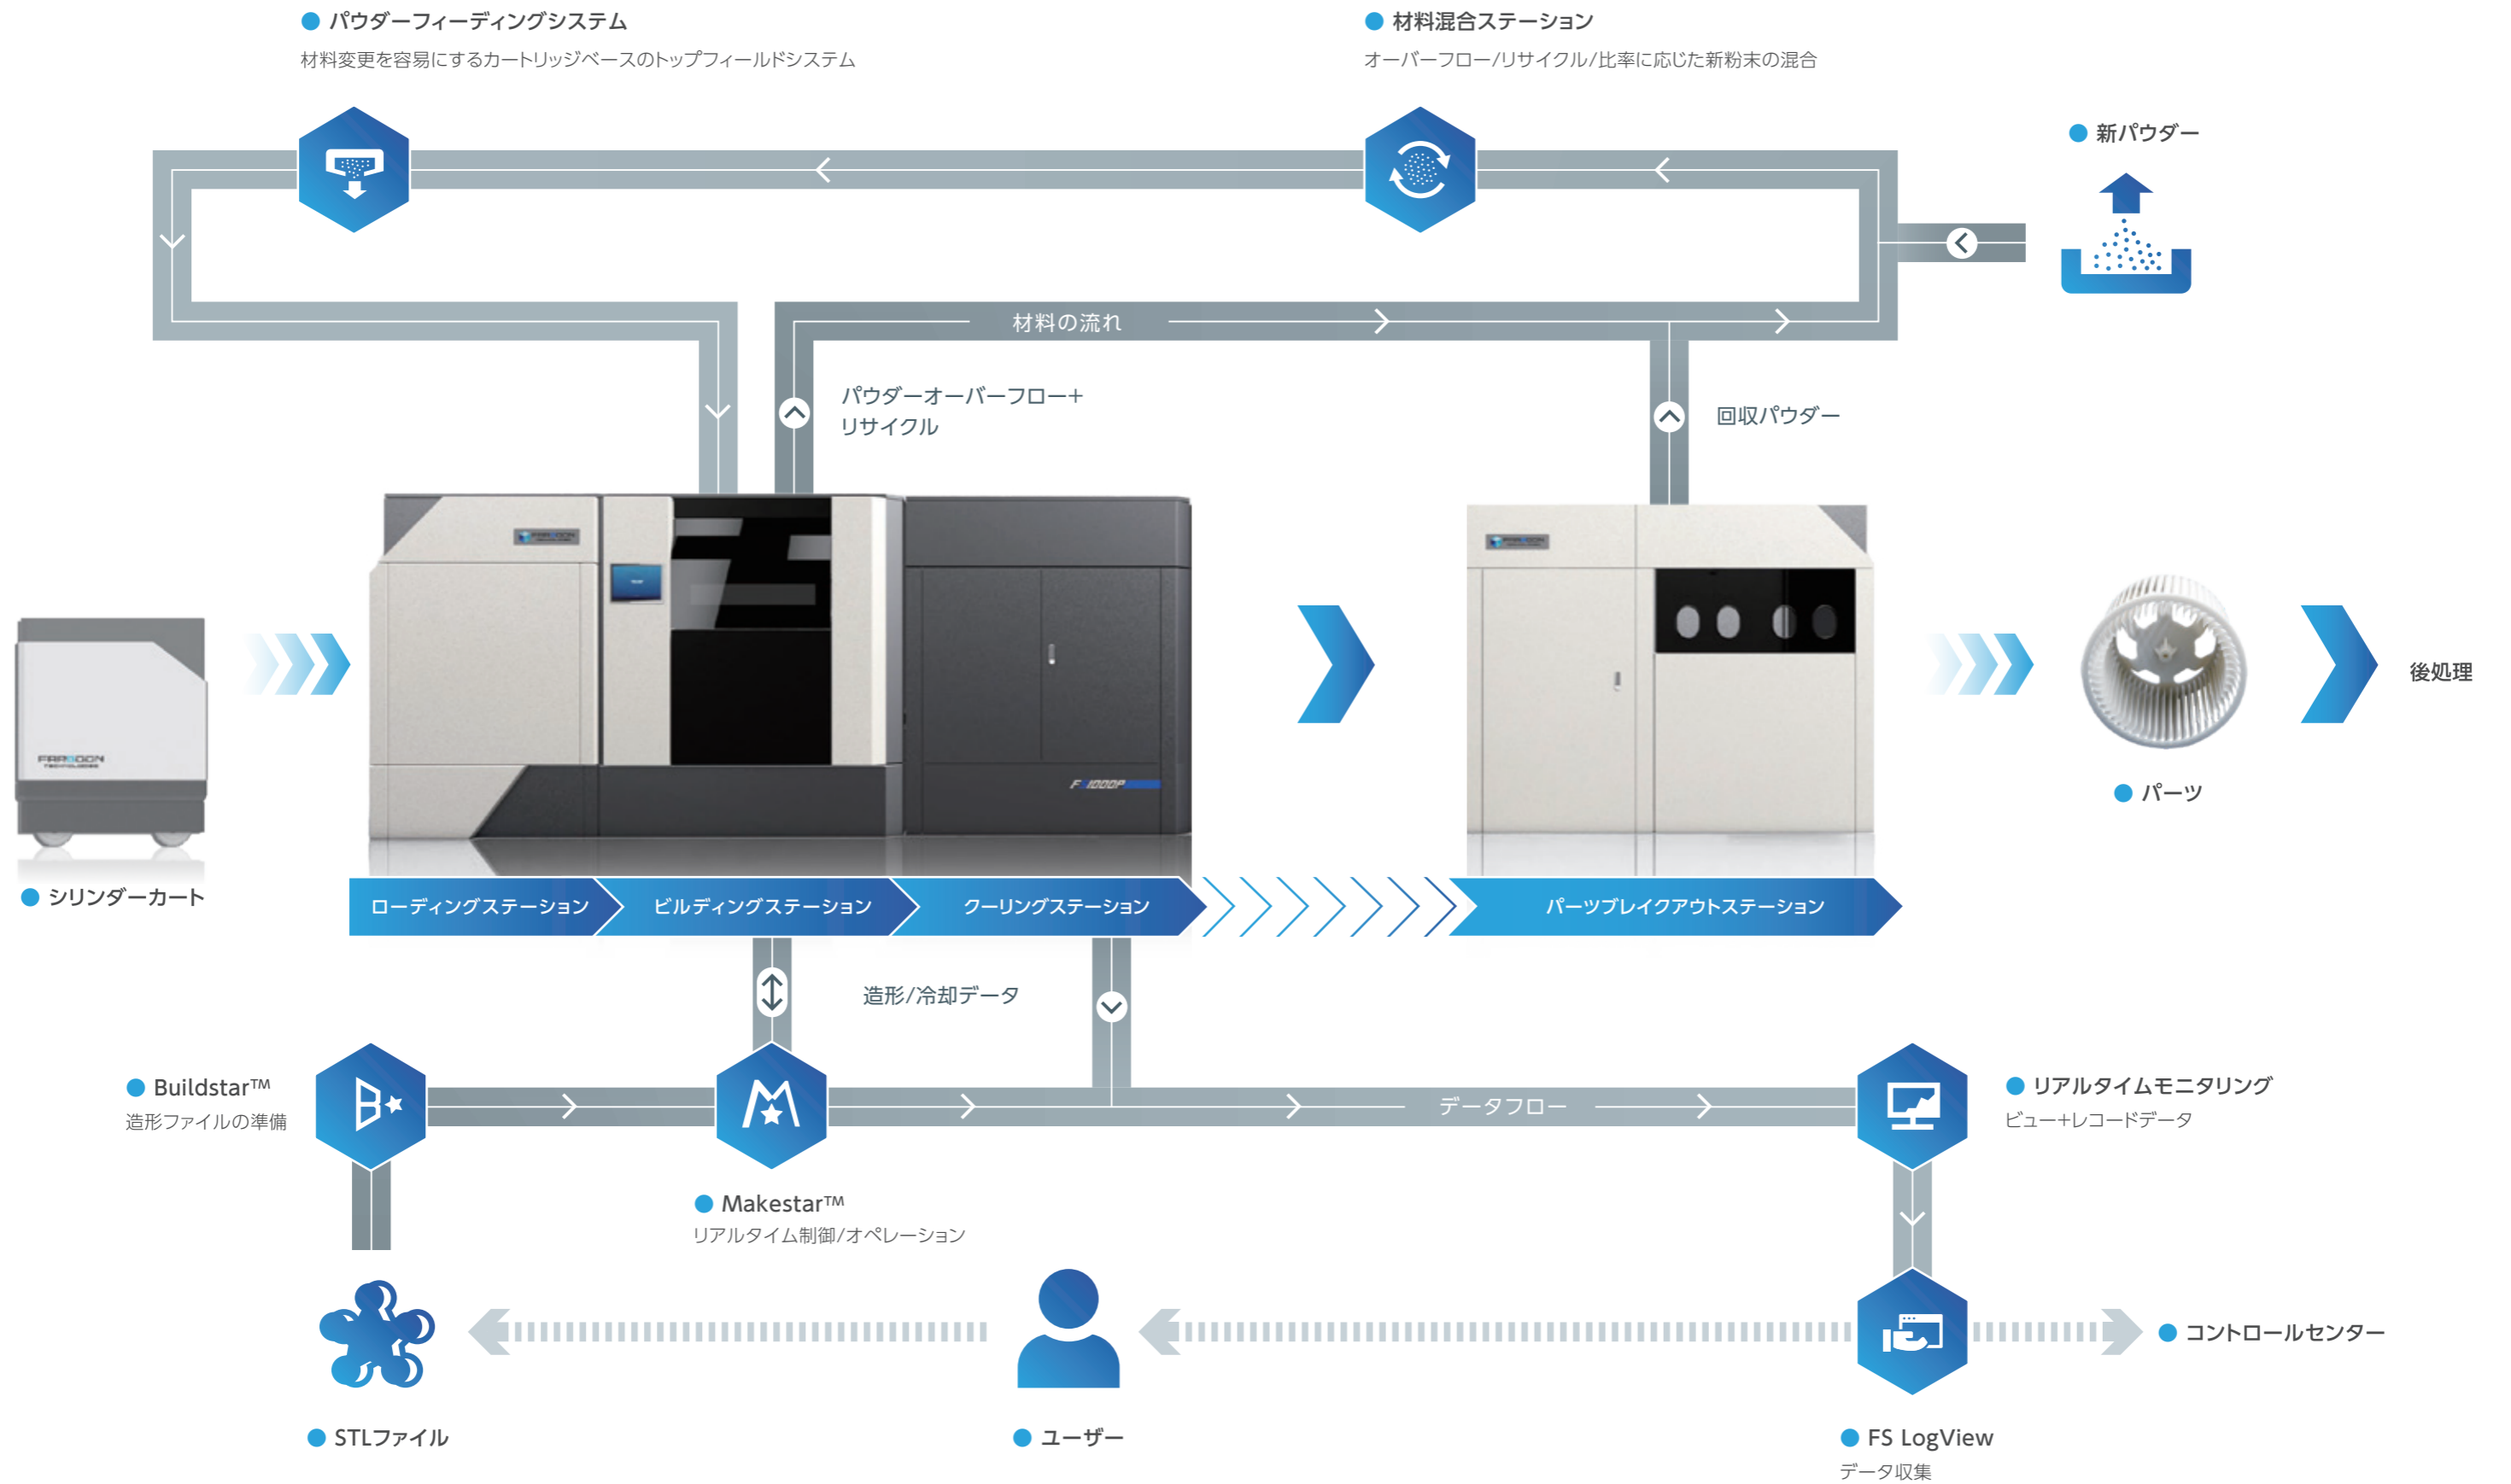 パウダーフィーディングシステム
材料変更を容易にするカートリッジベースのトップフィールドシステム
材料混合ステーション
オーバーフロー/リサイクル/比率に応じた新粉末の混合
新パウダー
材料の流れ
パウダーオーバーフロー+
リサイクル
回収パウダー
FARSOON
FARSOON
FARSOON
TECHNOLOGIES
FS1000P
後処理
パーツ
シリンダーカート
ローディングステーション
ビルディングステーション
クーリングステーション
パーツブレイクアウトステーション
造形/冷却データ
Buildstar™
造形ファイルの準備
データフロー
リアルタイムモニタリング
ビュー+レコードデータ
Makestar™
リアルタイム制御/オペレーション
コントロールセンター
STLファイル
ユーザー
FS LogView
データ収集